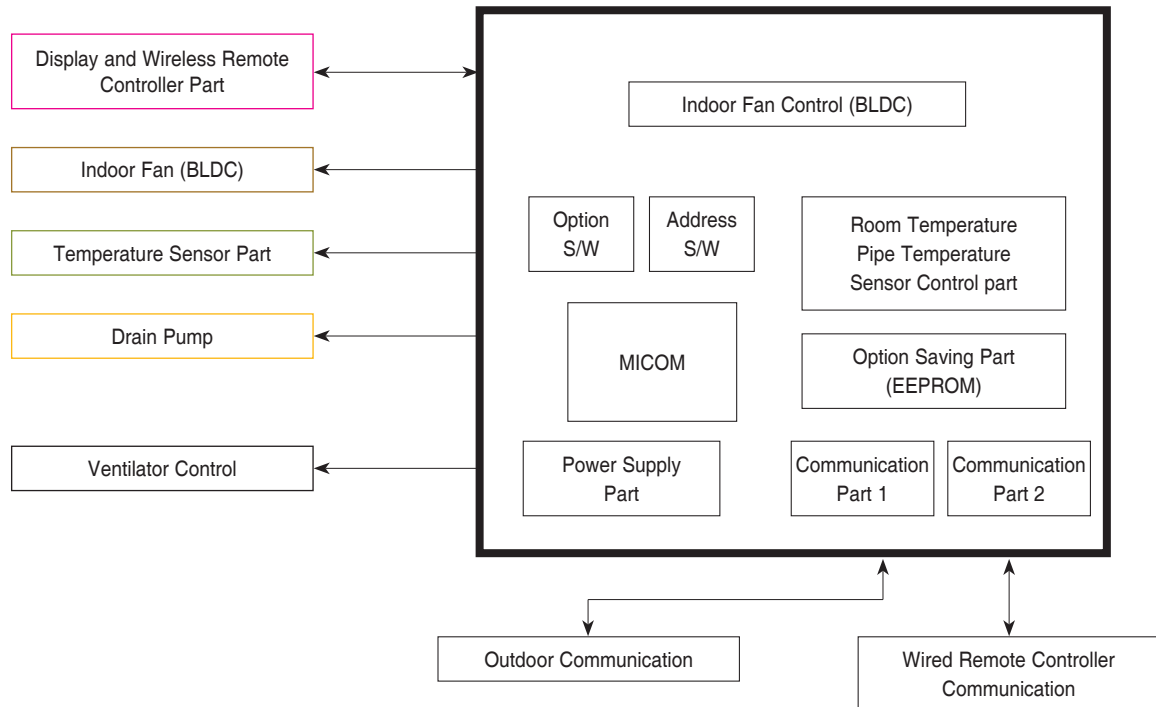 Display and Wireless Remote
Controller Part
Indoor Fan (BLDC)
Temperature Sensor Part
Drain Pump
Ventilator Control
Indoor Fan Control (BLDC)
Option
S/W
Address
S/W
Room Temperature
Pipe Temperature
Sensor Control part
MICOM
Option Saving Part
(EEPROM)
Power Supply
Part
Communication
Part 1
Communication
Part 2
Outdoor Communication
Wired Remote Controller
Communication